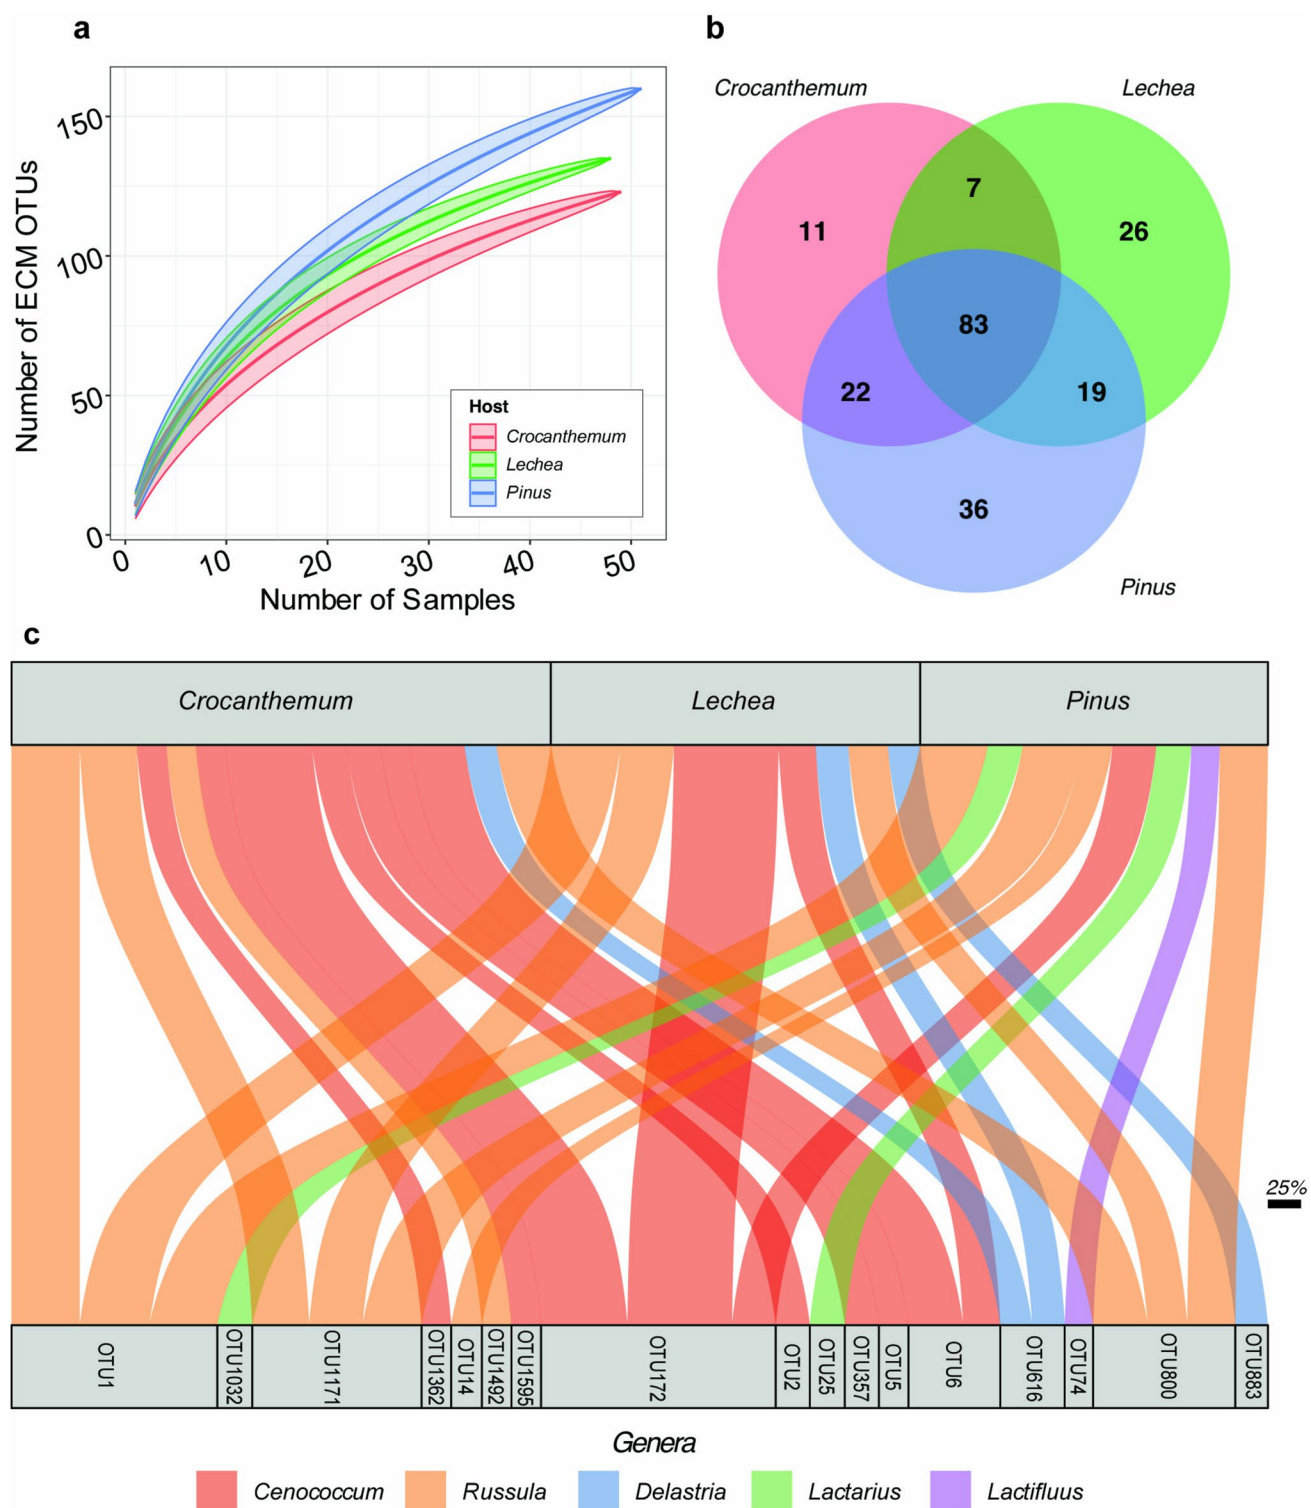 a
Number of ECM OTUs
150
100
50
0
0 10 20 30 40 50
Number of Samples
Host
Crocanthemum
Lechea
Pinus
b
Crocanthemum
Lechea
7
11
26
83
22
19
36
Pinus
c
Crocanthemum Lechea Pinus
25%
OTU1 OTU1032 OTU1171 OTU1362 OTU14 OTU1492 OTU1595 OTU172 OTU2 OTU25 OTU357 OTU5 OTU6 OTU616 OTU74 OTU800 OTU883
Genera
Cenococcum Russula Delastria Lactarius Lactifluus